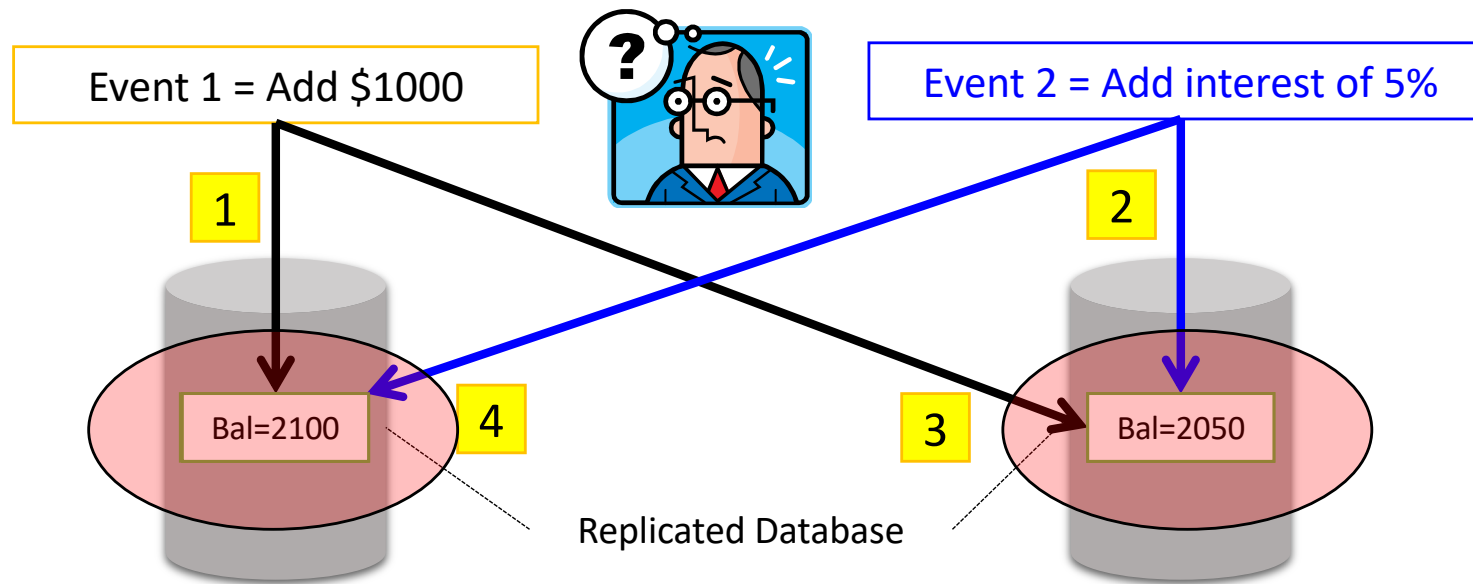 ?
Event 1 = Add $1000
Event 2 = Add interest of 5%
1
2
Bal=2100
4
3
Bal=2050
Replicated Database